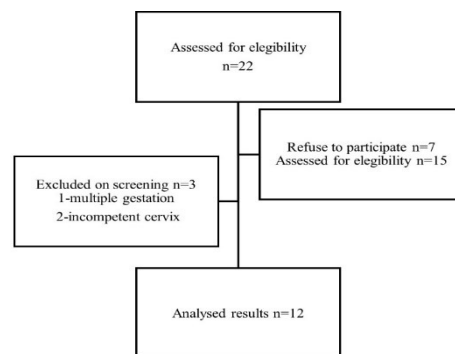 Assessed for elegibility
n=22
Refuse to participate n=7
Assessed for elegibility n=15
Excluded on screening n=3
1-multiple gestation
2-incompetent cervix
Analysed results n=12